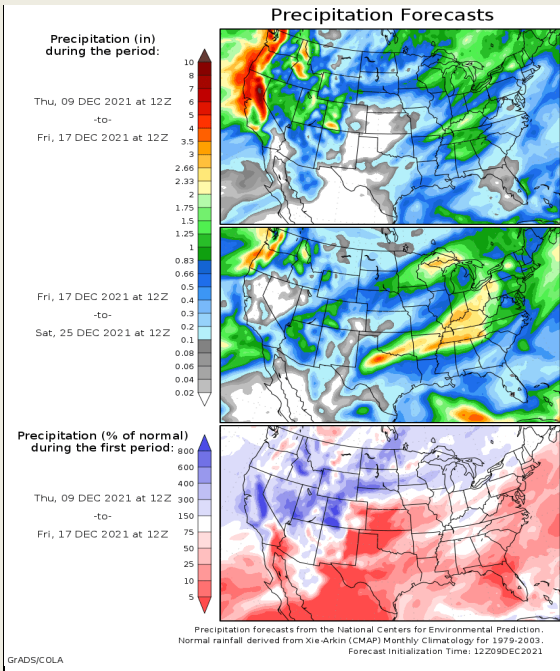 Precipitation Forecasts
Precipitation (in)
during the period:
Thu, 09 DEC 2021 at 12Z
-to-
Fri, 17 DEC 2021 at 12Z
10
8
7
6
5
4
3.5
3
2.66
2.33
2
1.75
1.5
1.25
1
0.83
0.66
0.5
0.4
0.3
0.2
0.1
0.08
0.06
0.04
0.02
Fri, 17 DEC 2021 at 12Z
-to-
Sat, 25 DEC 2021 at 12Z
Precipitation (% of normal)
during the first period:
Thu, 09 DEC 2021 at 12Z
-to-
Fri, 17 DEC 2021 at 12Z
800
600
400
300
150
75
50
25
10
5
Precipitation forecasts from the National Centers for Environmental Prediction.
Normal rainfall derived from Xie-Arkin (CMAP) Monthly Climatology for 1979-2003.
Forecast Initialization Time: 12Z09DEC2021
GrADS/COLA